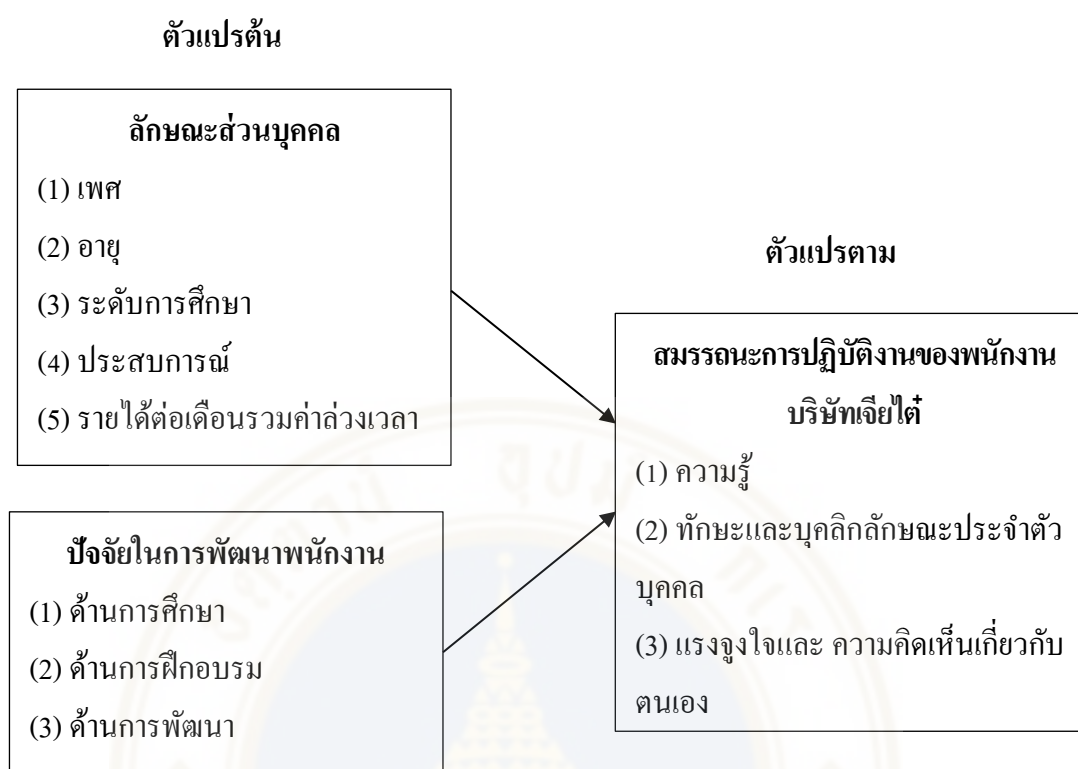 ตัวแปรต้น
ลักษณะส่วนบุคคล
(1) เพศ
(2) อายุ
(3) ระดับการศึกษา
(4) ประสบการณ์
(5) รายได้ต่อเดือนรวมค่าล่วงเวลา
ปัจจัยในการพัฒนาพนักงาน
(1) ด้านการศึกษา
(2) ด้านการฝึกอบรม
(3) ด้านการพัฒนา
ตัวแปรตาม
สมรรถนะการปฏิบัติงานของพนักงาน
บริษัทเจียไต๋
(1) ความรู้
(2) ทักษะและบุคลิกลักษณะประจำตัว
บุคคล
(3) แรงจูงใจและ ความคิดเห็นเกี่ยวกับ
ตนเอง